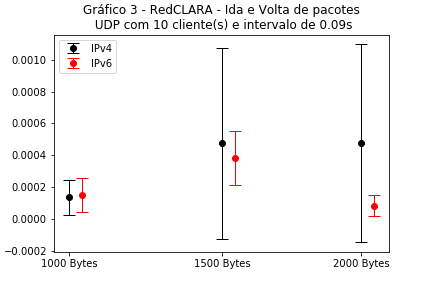 Gráfico 3 - RedCLARA - Ida e Volta de pacotes
UDP com 10 cliente(s) e intervalo de 0.09s
IPv4
IPv6
0.0010
0.0008
0.0006
0.0004
0.0002
0.0000
−0.0002
1000 Bytes
1500 Bytes
2000 Bytes